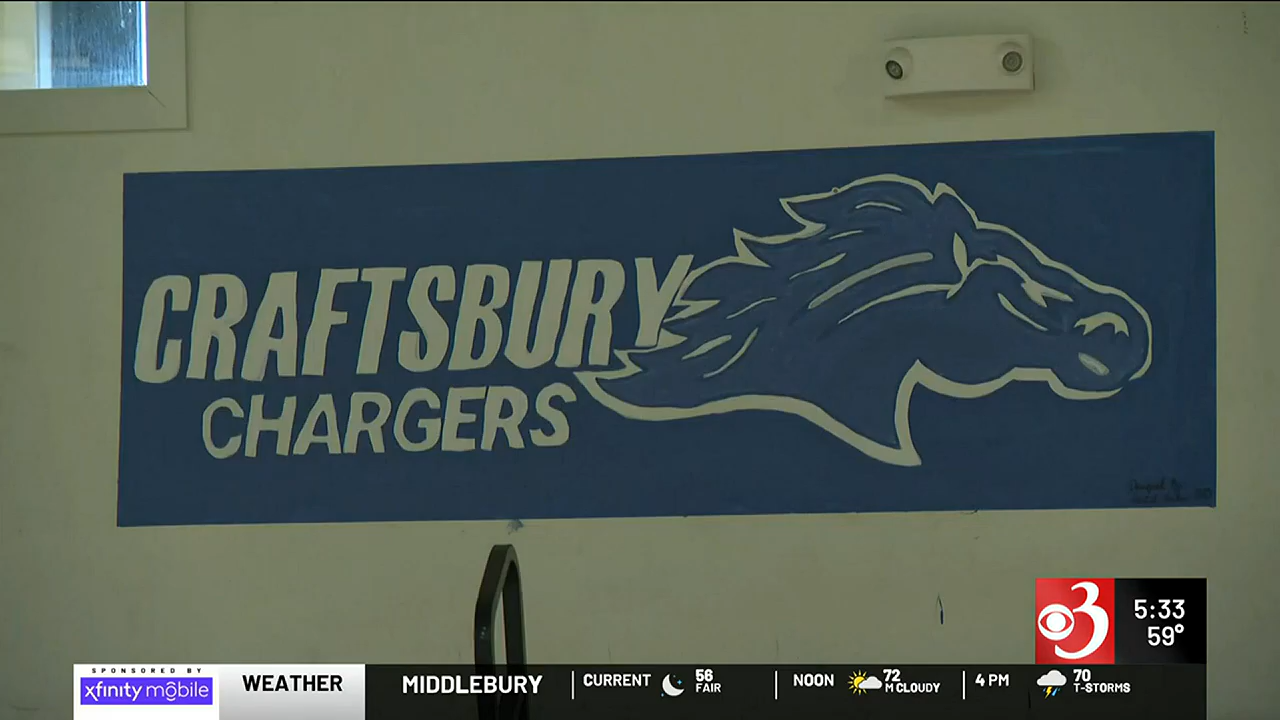 CRAFTSBURY
CHARGERS
3
5:33
59°
SPONSORED BY
xfinity mobile
WEATHER
MIDDLEBURY
CURRENT
56
FAIR
NOON
72
M CLOUDY
4 PM
70
T-STORMS